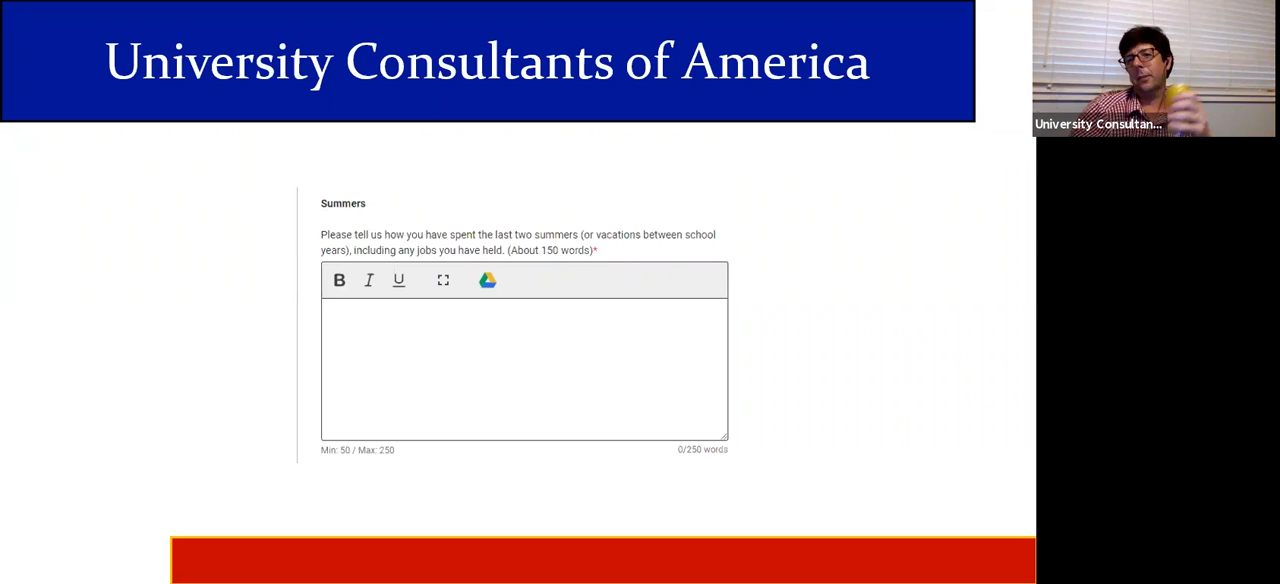 University Consultants of America
University Consultan...
Summers
Please tell us how you have spent the last two summers (or vacations between school
years), including any jobs you have held. (About 150 words)*
B I U
Min: 50 / Max: 250
0/250 words